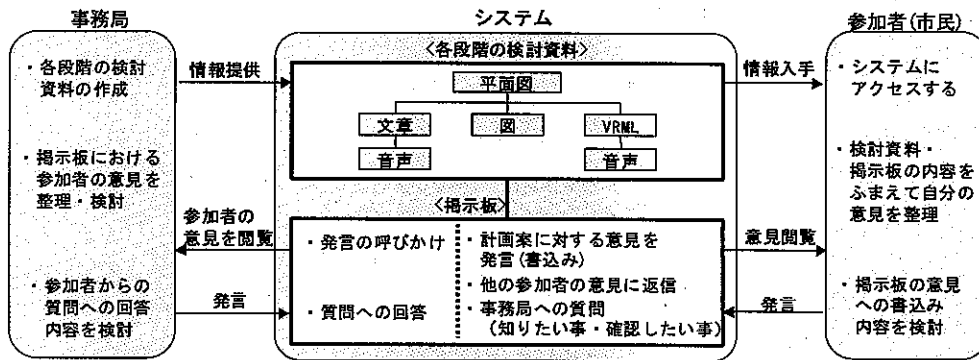 事務局
・各段階の検討
資料の作成
・掲示板における
参加者の意見を
整理・検討
・参加者からの
質問への回答
内容を検討
情報提供
参加者の
意見を閲覧
発言
システム
<各段階の検討資料>
平面図
文章
図
VRML
音声
音声
<掲示板>
・発言の呼びかけ
・質問への回答
・計画案に対する意見を
発言(書込み)
・他の参加者の意見に返信
・事務局への質問
(知りたい事・確認したい事)
情報入手
意見閲覧
発言
参加者(市民)
・システムに
アクセスする
・検討資料・
掲示板の内容を
ふまえて自分の
意見を整理
・掲示板の意見
への書込み
内容を検討